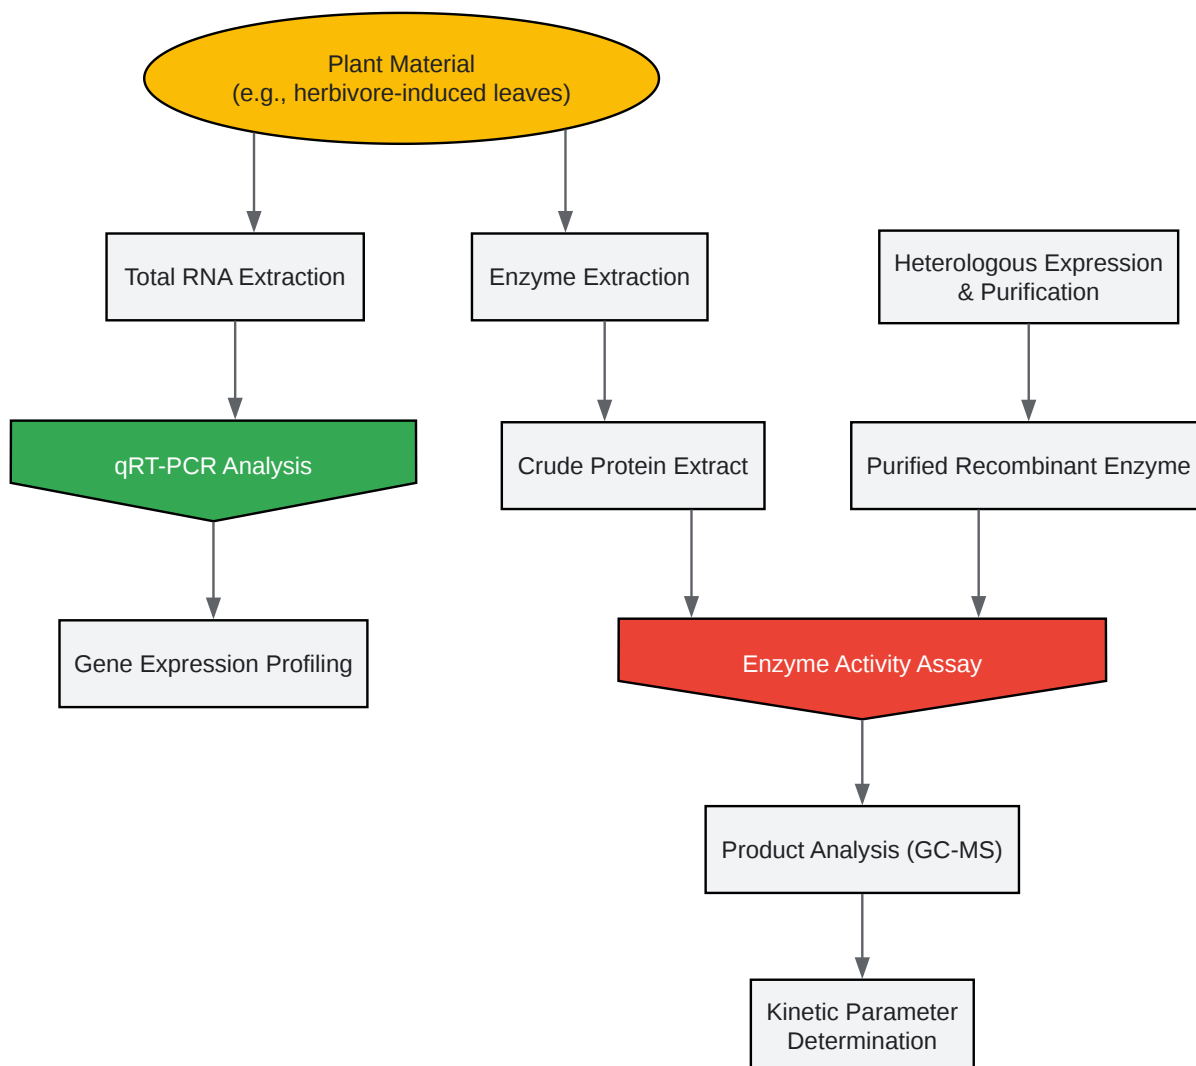 Plant Material
(e.g., herbivore-induced leaves)
Total RNA Extraction
Enzyme Extraction
Heterologous Expression
& Purification
qRT-PCR Analysis
Crude Protein Extract
Purified Recombinant Enzyme
Gene Expression Profiling
Enzyme Activity Assay
Product Analysis (GC-MS)
Kinetic Parameter
Determination